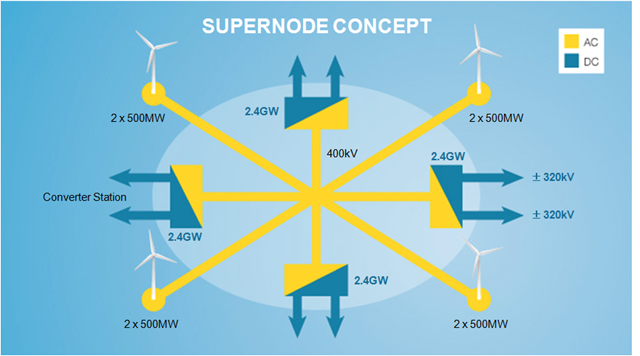 SUPERNODE CONCEPT
AC
DC
2 x 500MW
2.4GW
2 x 500MW
400kV
2.4GW
± 320kV
Converter Station
± 320kV
2.4GW
2.4GW
2 x 500MW
2 x 500MW